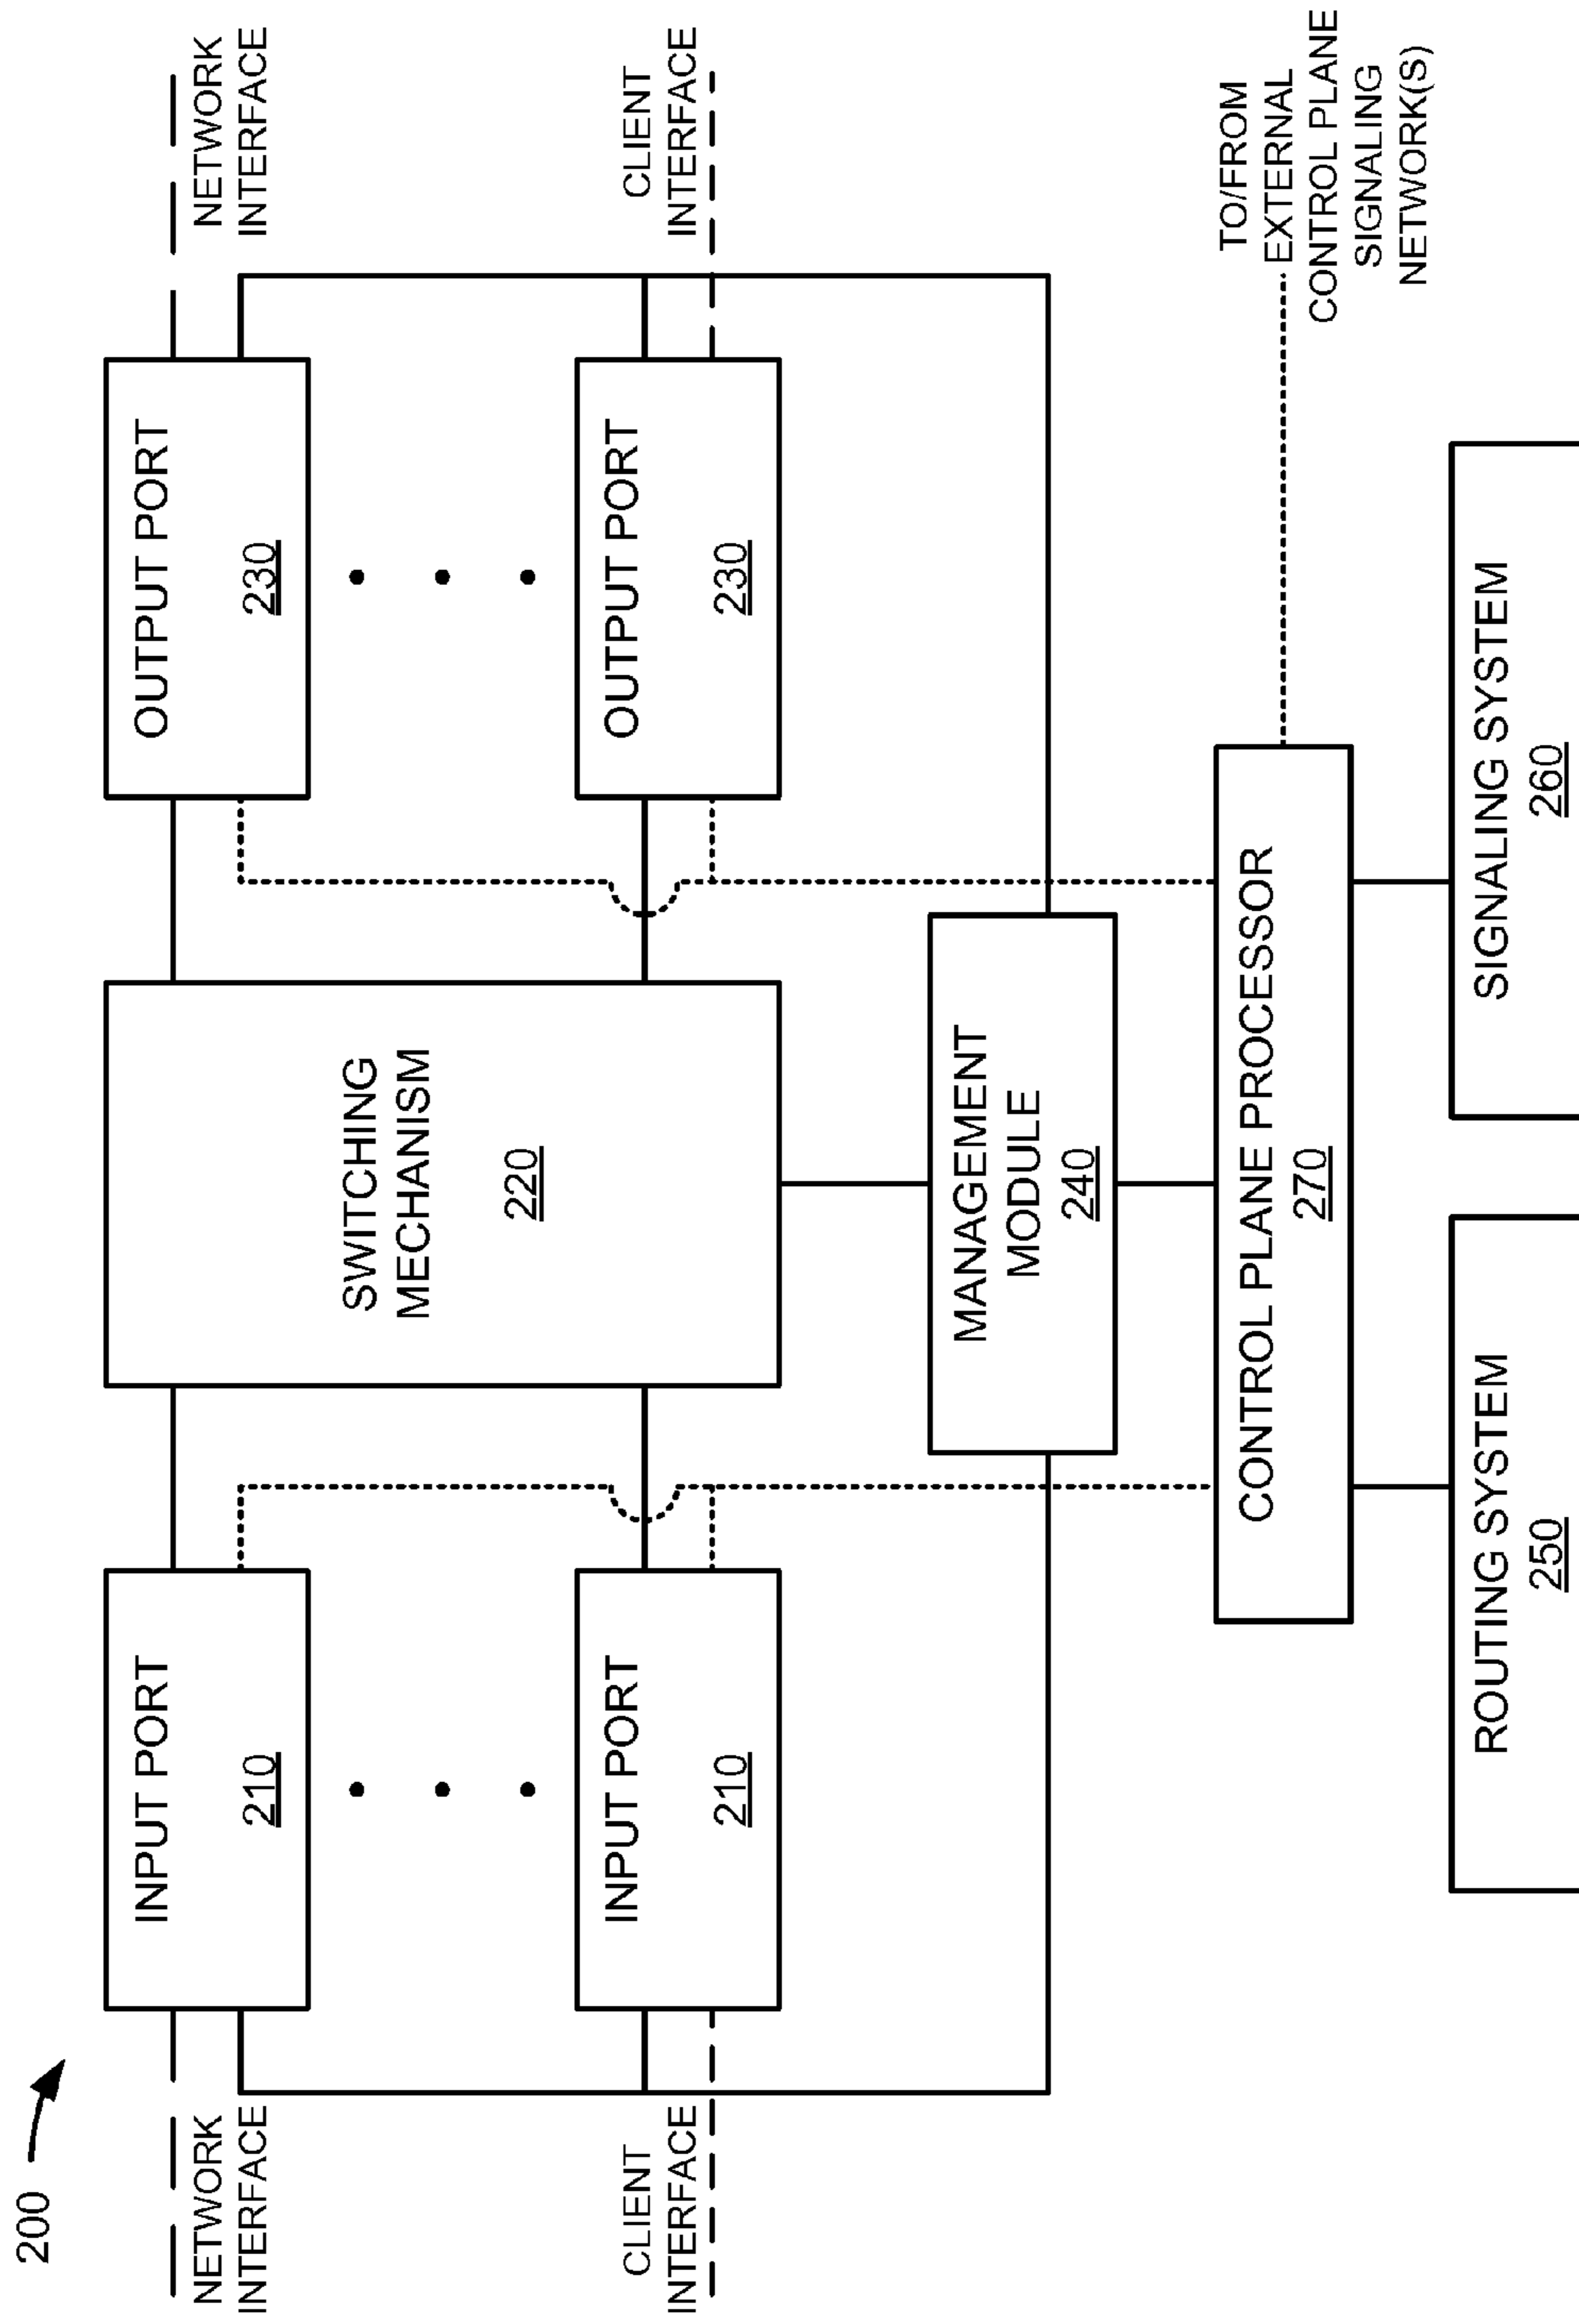 200
NETWORK
INTERFACE
INPUT PORT
210
OUTPUT PORT
230
NETWORK
INTERFACE
SWITCHING
MECHANISM
220
CLIENT
INTERFACE
INPUT PORT
210
OUTPUT PORT
230
CLIENT
INTERFACE
MANAGEMENT
MODULE
240
CONTROL PLANE PROCESSOR
270
TO/FROM
EXTERNAL
CONTROL PLANE
SIGNALING
NETWORK(S)
ROUTING SYSTEM
250
SIGNALING SYSTEM
260